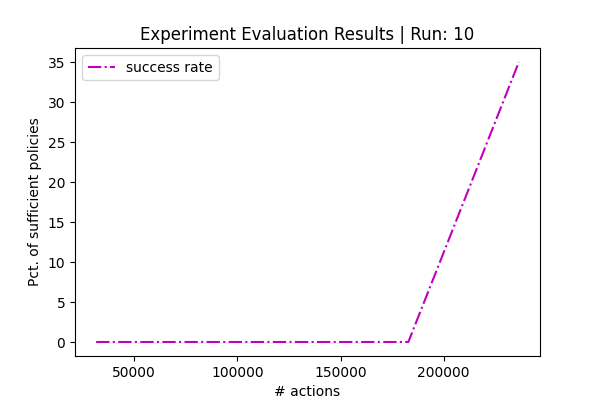 Experiment Evaluation Results | Run: 10
success rate
Pct. of sufficient policies
35
30
25
20
15
10
5
0
50000 100000 150000 200000
# actions